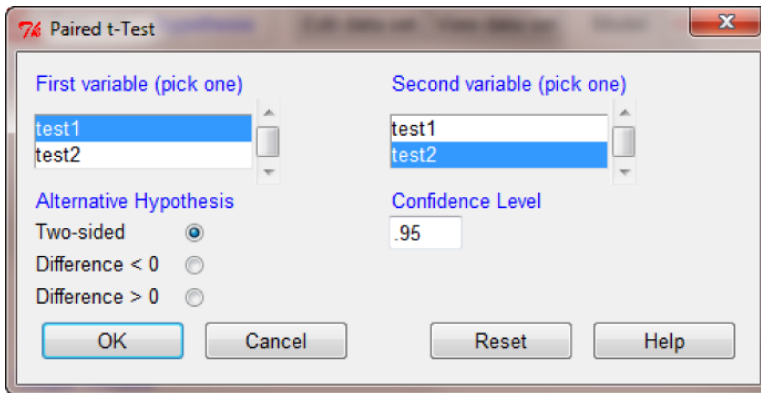 Paired t-Test
First variable (pick one)
Second variable (pick one)
test1
test2
test1
test2
Alternative Hypothesis
Two-sided
Difference < 0
Difference > 0
Confidence Level
.95
OK
Cancel
Reset
Help